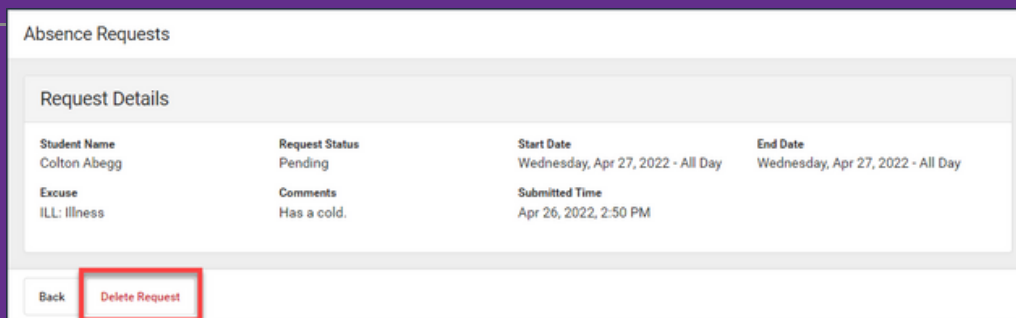 Absence Requests
Request Details
Student Name Request Status Start Date End Date
Colton Abegg Pending Wednesday, Apr 27, 2022 - All Day Wednesday, Apr 27, 2022 - All Day
Excuse Comments Submitted Time
ILL: Illness Has a cold. Apr 26, 2022, 2:50 PM
Back Delete Request